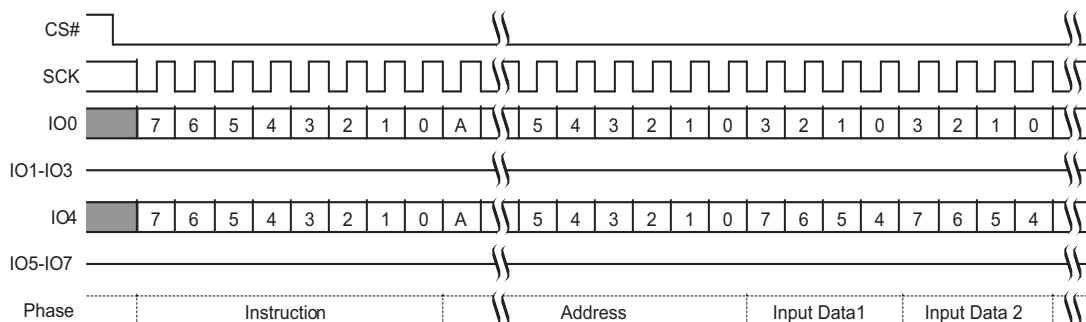 CS#
SCK
IO0 7 6 5 4 3 2 1 0 A 5 4 3 2 1 0 3 2 1 0 3 2 1 0
IO1-IO3
IO4 7 6 5 4 3 2 1 0 A 5 4 3 2 1 0 7 6 5 4 7 6 5 4
IO5-IO7
Phase Instruction Address Input Data1 Input Data 2